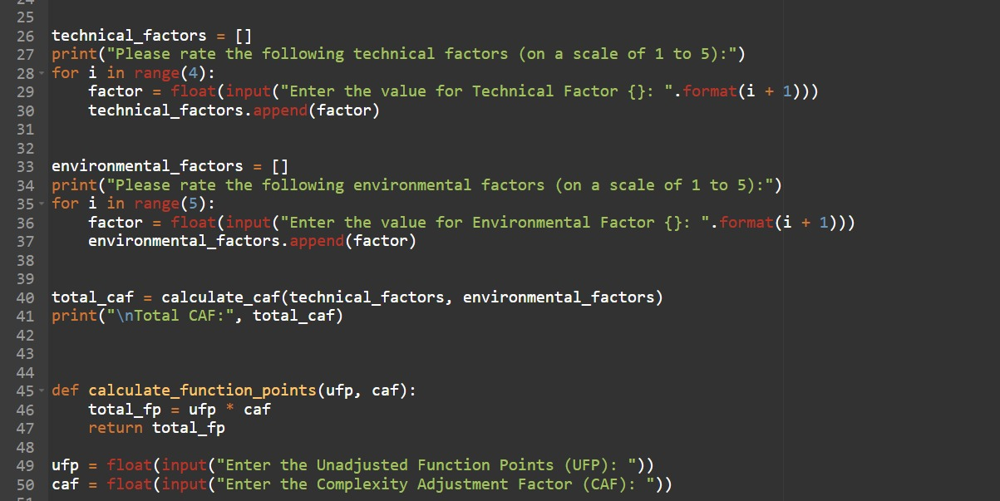 25
26 technical_factors = []
27 print("Please rate the following technical factors (on a scale of 1 to 5):")
28 for i in range(4):
29     factor = float(input("Enter the value for Technical Factor {}: ".format(i + 1)))
30     technical_factors.append(factor)
31
32
33 environmental_factors = []
34 print("Please rate the following environmental factors (on a scale of 1 to 5):")
35 for i in range(5):
36     factor = float(input("Enter the value for Environmental Factor {}: ".format(i + 1)))
37     environmental_factors.append(factor)
38
39
40 total_caf = calculate_caf(technical_factors, environmental_factors)
41 print("\nTotal CAF:", total_caf)
42
43
44
45 def calculate_function_points(ufp, caf):
46     total_fp = ufp * caf
47     return total_fp
48
49 ufp = float(input("Enter the Unadjusted Function Points (UFP): "))
50 caf = float(input("Enter the Complexity Adjustment Factor (CAF): "))